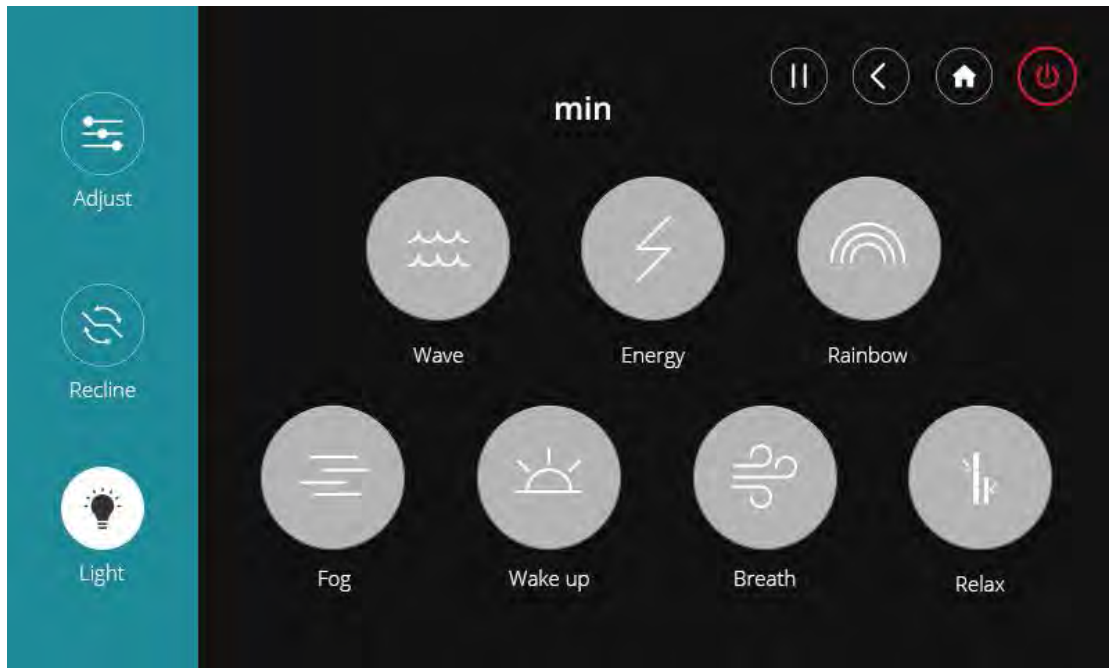 min
Adjust
Wave
Energy
Rainbow
Recline
Fog
Wake up
Breath
Relax
Light